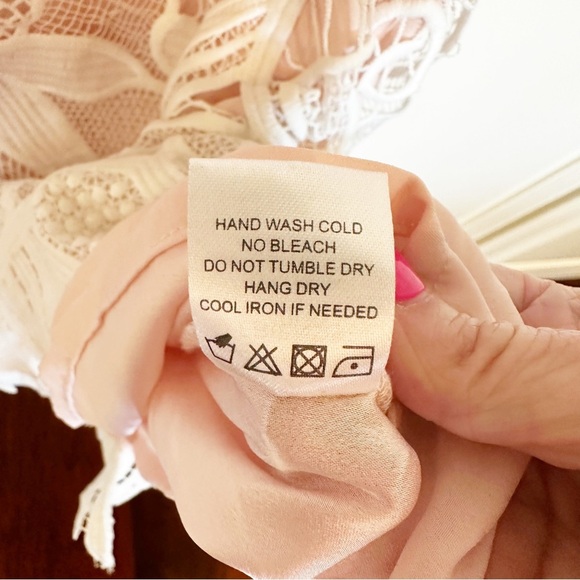 HAND WASH COLD
NO BLEACH
DO NOT TUMBLE DRY
HANG DRY
COOL IRON IF NEEDED